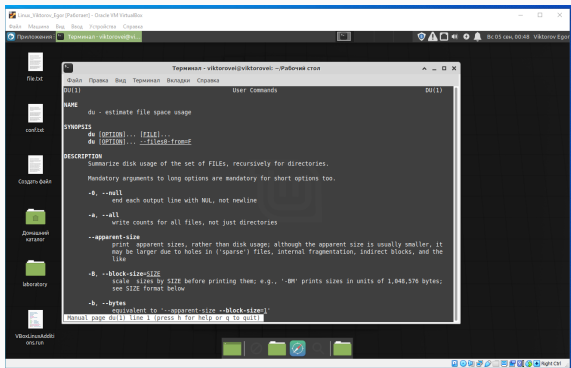 Linux_Viktorov_Egor [Работает] - Oracle VM VirtualBox
Файл Машина Вид Ввод Устройства Справка
Приложения Терминал - viktorovel@vi... Вс 05 сен, 00:48 Viktorov Egor
file.txt
conf.txt
Создать файл
Домашний
каталог
laboratory
VBoxLinuxAdditi
ons.run
Терминал - viktorovel@viktorovel: ~/Рабочий стол
Файл Правка Вид Терминал Вкладки Справка
DU(1) User Commands DU(1)
NAME
du - estimate file space usage
SYNOPSIS
du [OPTION]... [FILE]...
du [OPTION]... --files0-from=F
DESCRIPTION
Summarize disk usage of the set of FILEs, recursively for directories.
Mandatory arguments to long options are mandatory for short options too.
-0, --null
end each output line with NUL, not newline
-a, --all
write counts for all files, not just directories
--apparent-size
print apparent sizes, rather than disk usage; although the apparent size is usually smaller, it
may be larger due to holes in ('sparse') files, internal fragmentation, indirect blocks, and the
like
-B, --block-size=SIZE
scale sizes by SIZE before printing them; e.g., '-BM' prints sizes in units of 1,048,576 bytes;
see SIZE format below
-b, --bytes
equivalent to '--apparent-size --block-size=1'
Manual page du(1) line 1 (press h for help or q to quit)
Right Ctrl